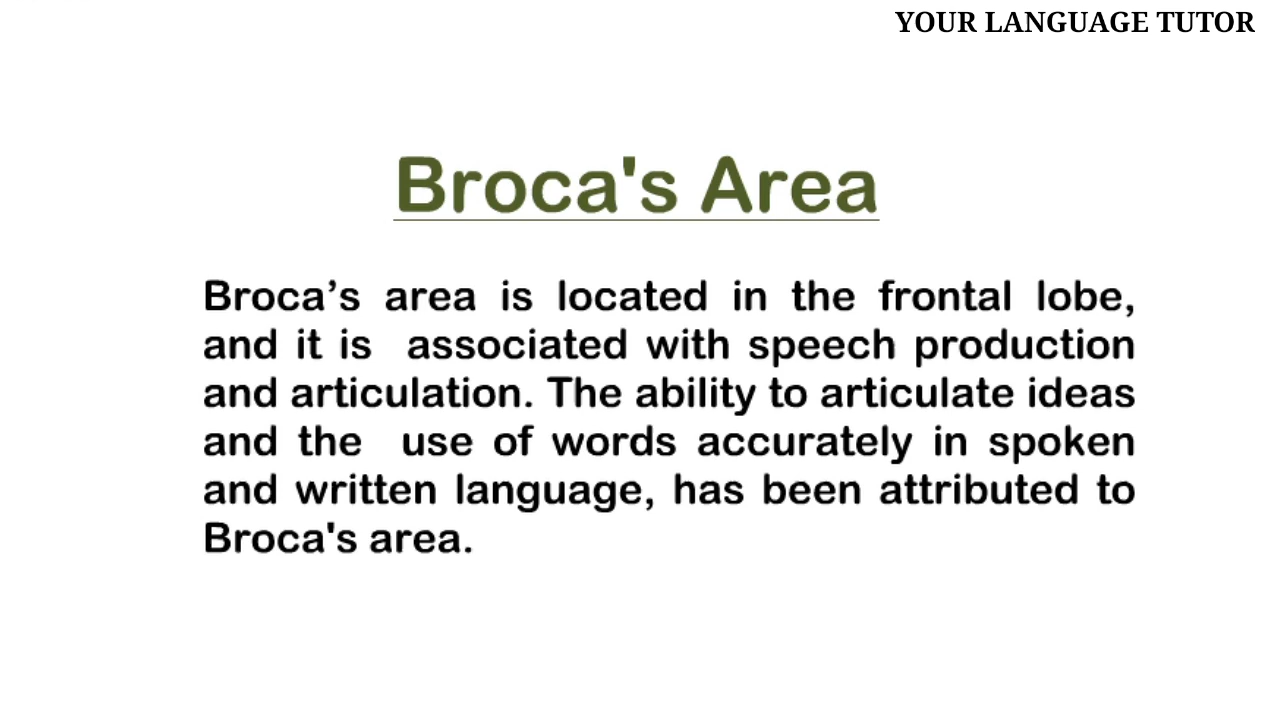 YOUR LANGUAGE TUTOR
Broca's Area
Broca’s area is located in the frontal lobe,
and it is associated with speech production
and articulation. The ability to articulate ideas
and the use of words accurately in spoken
and written language, has been attributed to
Broca's area.